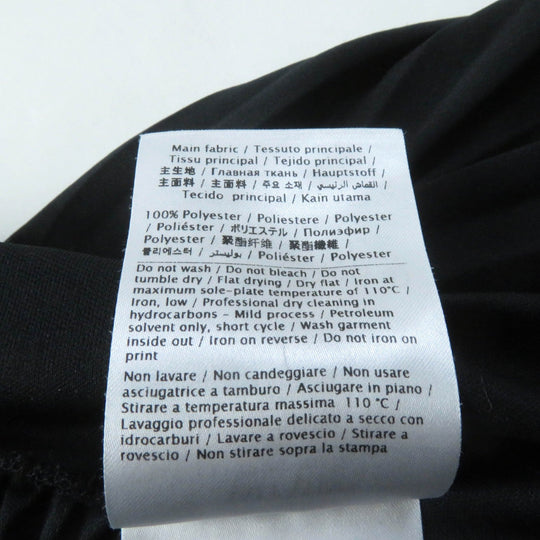 Main fabric / Tessuto principale /
Tissu principal / Tejido principal /
主生地 / Главная ткань / Hauptstoff /
主面料 / 主面料 / 주요 소재 / القماش الرئيسي /
Tecido principal / Kain utama
100% Polyester / Poliestere / Polyester
/ Poliéster / ポリエステル / Полиэфир /
Polyester / 聚酯纤维 / 聚酯纖維 /
폴리에스터 / بوليستر / Poliéster / Polyester
Do not wash / Do not bleach / Do not
tumble dry / Flat drying / Dry flat / Iron at
maximum sole-plate temperature of 110°C /
Iron, low / Professional dry cleaning in
hydrocarbons - Mild process / Petroleum
solvent only, short cycle / Wash garment
inside out / Iron on reverse / Do not iron on
print
Non lavare / Non candeggiare / Non usare
asciugatrice a tamburo / Asciugare in piano /
Stirare a temperatura massima 110 °C /
Lavaggio professionale delicato a secco con
idrocarburi / Lavare a rovescio / Stirare a
rovescio / Non stirare sopra la stampa